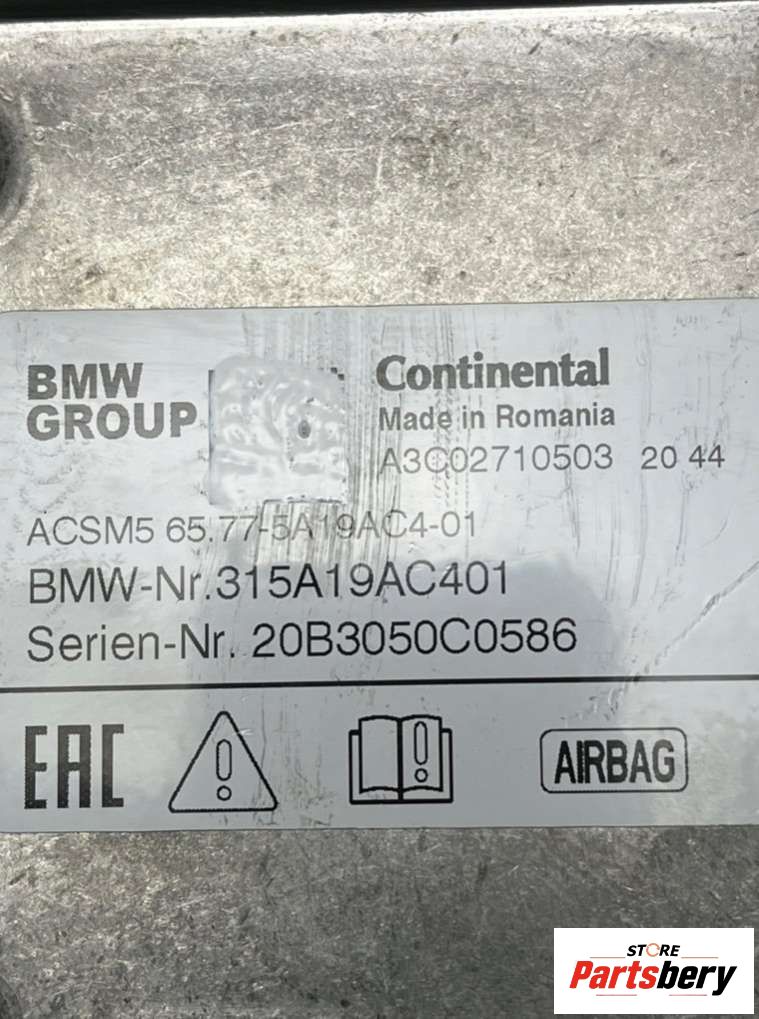 BMW
GROUP
Continental
Made in Romania
A3C02710503 20 44
ACSM5 65.77-5A19AC4-01
BMW-Nr.315A19AC401
Serien-Nr. 20B3050C0586
EAC
AIRBAG
STORE
Partsbery